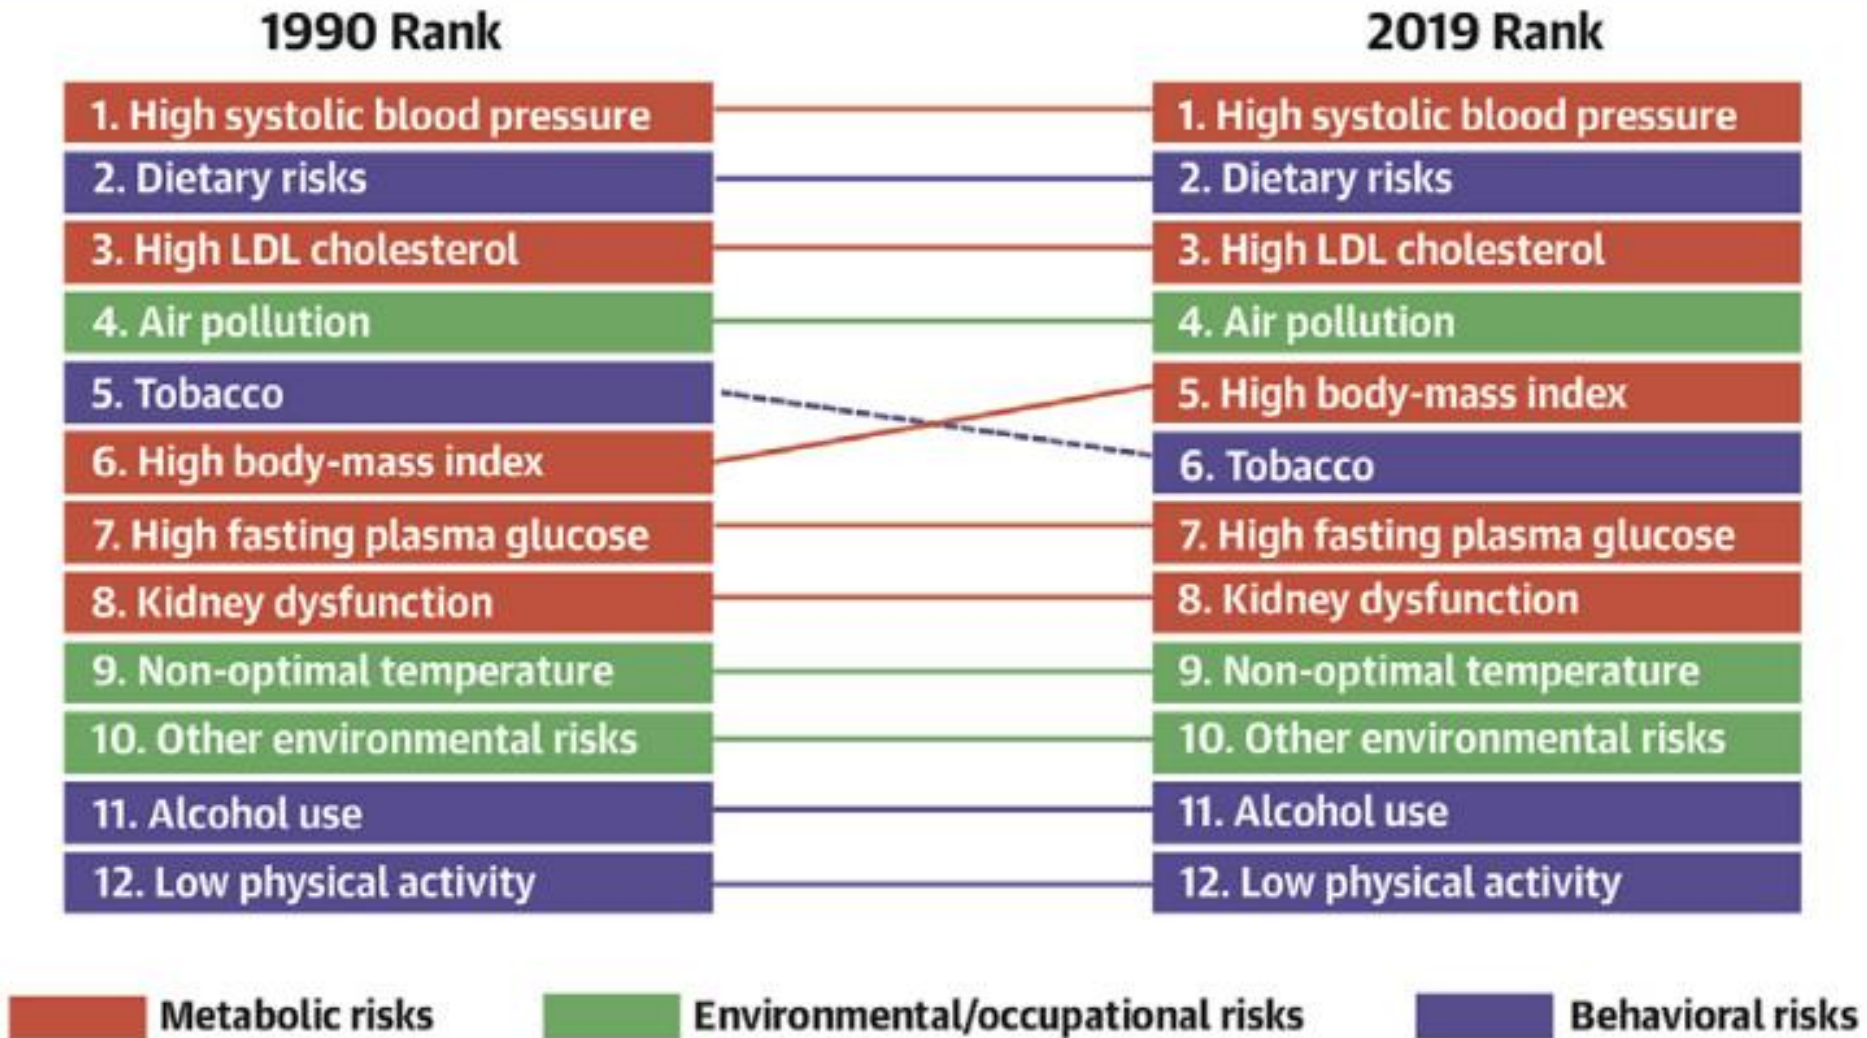 1990 Rank
2019 Rank
1. High systolic blood pressure
1. High systolic blood pressure
2. Dietary risks
2. Dietary risks
3. High LDL cholesterol
3. High LDL cholesterol
4. Air pollution
4. Air pollution
5. Tobacco
5. High body-mass index
6. High body-mass index
6. Tobacco
7. High fasting plasma glucose
7. High fasting plasma glucose
8. Kidney dysfunction
8. Kidney dysfunction
9. Non-optimal temperature
9. Non-optimal temperature
10. Other environmental risks
10. Other environmental risks
11. Alcohol use
11. Alcohol use
12. Low physical activity
12. Low physical activity
Metabolic risks
Environmental/occupational risks
Behavioral risks